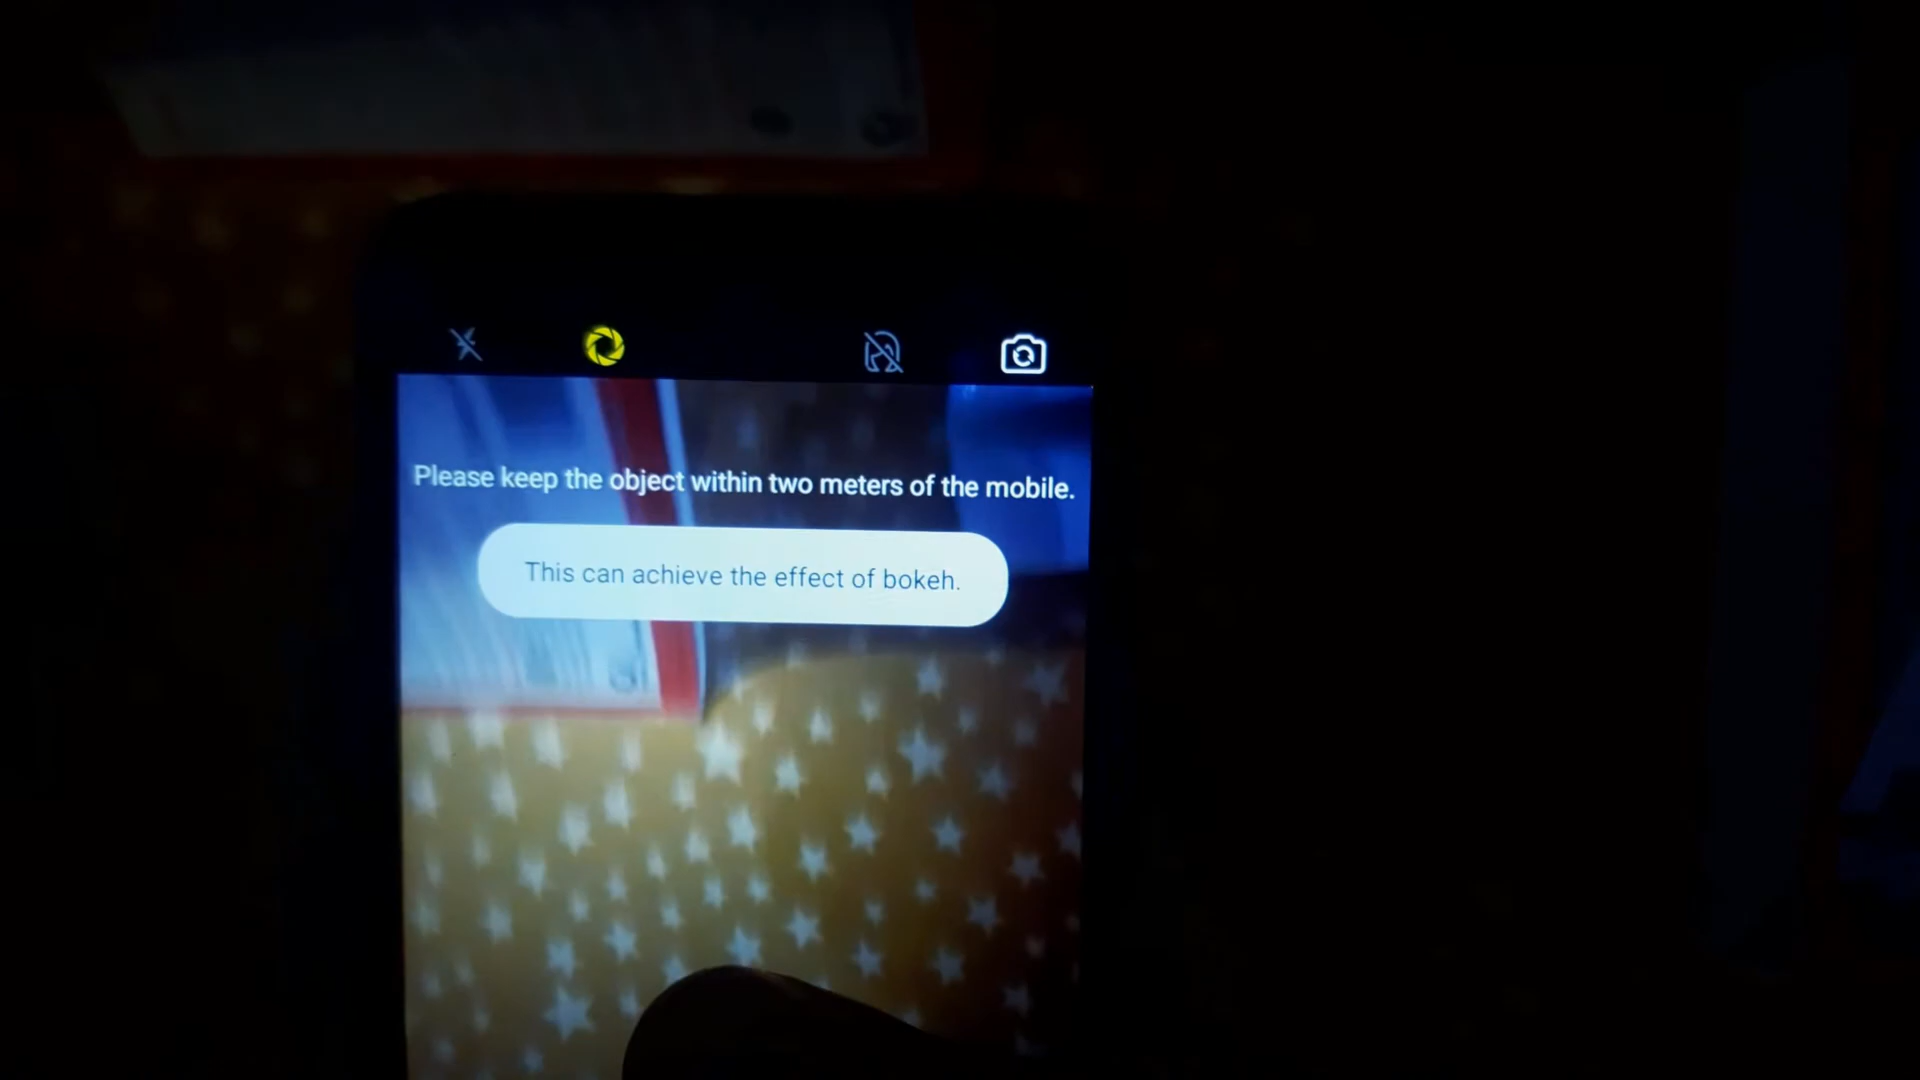 Please keep the object within two meters of the mobile.
This can achieve the effect of bokeh.